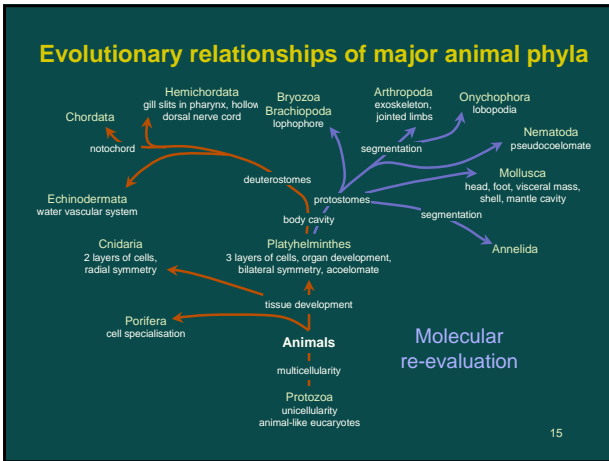 Evolutionary relationships of major animal phyla
Hemichordata
gill slits in pharynx, hollow
dorsal nerve cord
Chordata
notochord
Bryozoa
Brachiopoda
lophophore
Arthropoda
exoskeleton,
jointed limbs
Onychophora
lobopodia
segmentation
Nematoda
pseudocoelomate
Mollusca
head, foot, visceral mass,
shell, mantle cavity
deuterostomes
protostomes
Echinodermata
water vascular system
body cavity
segmentation
Annelida
Cnidaria
2 layers of cells,
radial symmetry
Platyhelminthes
3 layers of cells, organ development,
bilateral symmetry, acoelomate
tissue development
Porifera
cell specialisation
Animals
multicellularity
Molecular
re-evaluation
Protozoa
unicellularity
animal-like eucaryotes
15